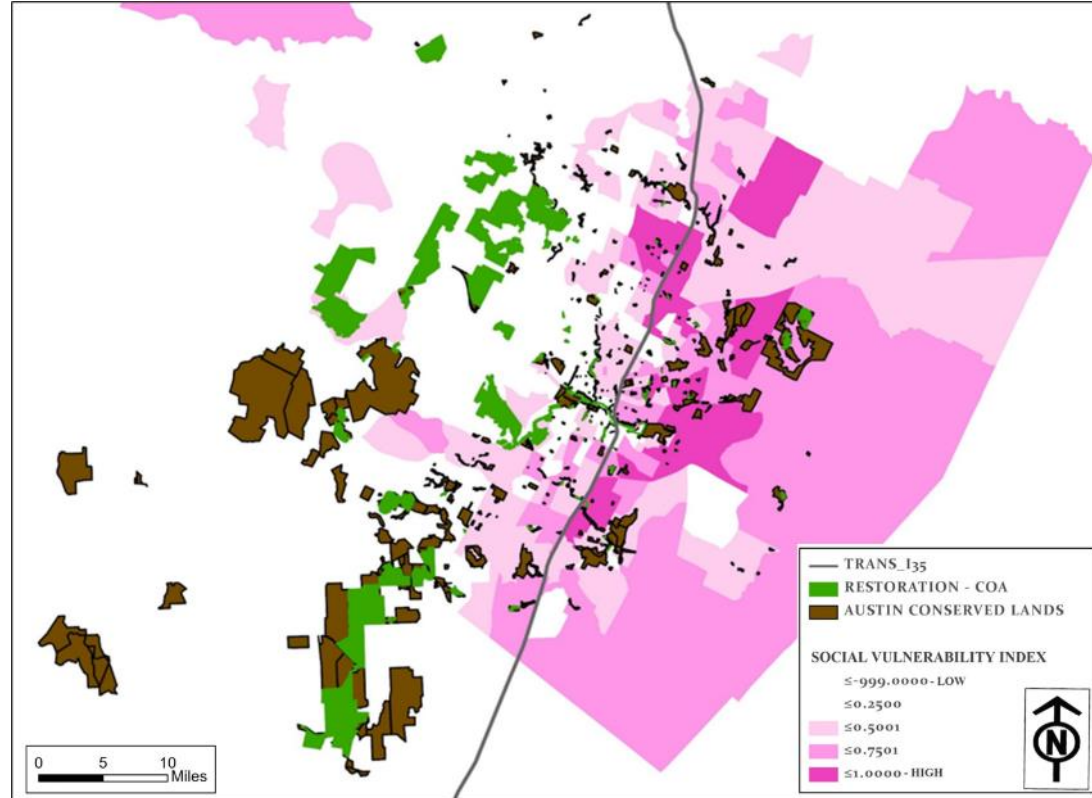 TRANS_I35
RESTORATION - COA
AUSTIN CONSERVED LANDS
SOCIAL VULNERABILITY INDEX
≤-999.0000 - LOW
≤0.2500
≤0.5001
≤0.7501
≤1.0000 - HIGH
N
0 5 10
Miles